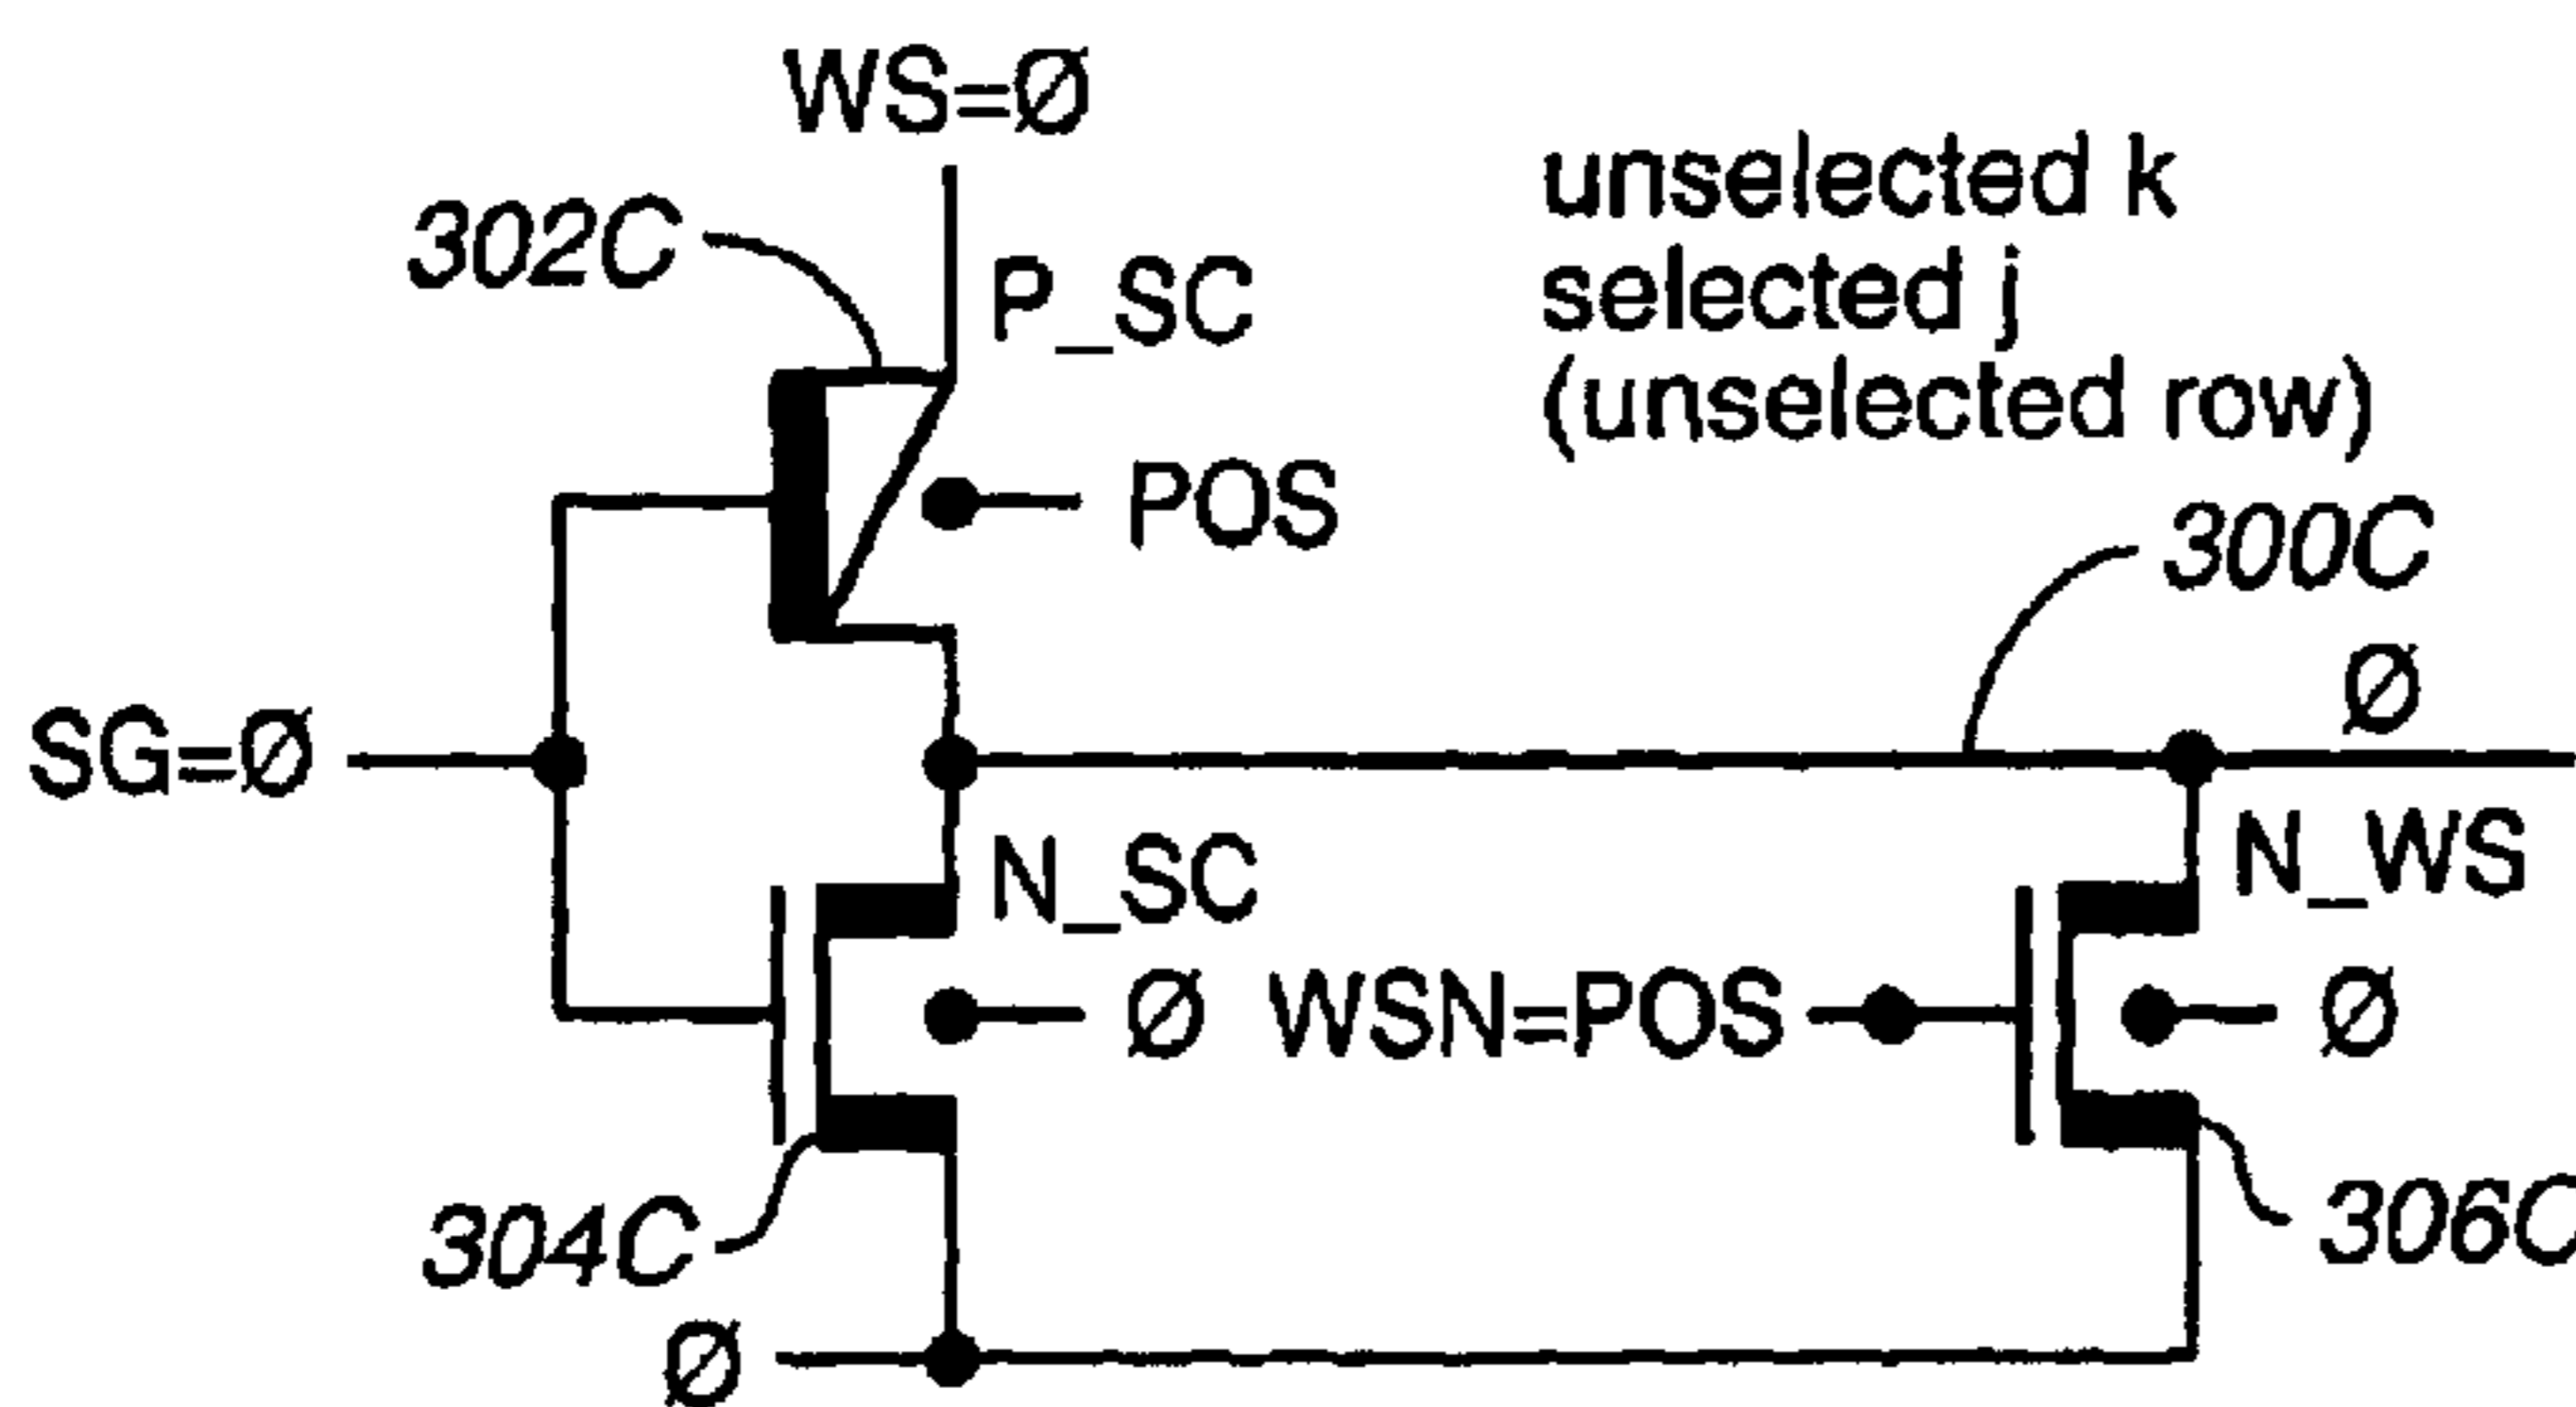 WS=Ø
302C
P_SC
unselected k
selected j
(unselected row)
POS
300C
Ø
SG=Ø
N_SC
N_WS
Ø
WSN=POS
Ø
304C
306C
Ø